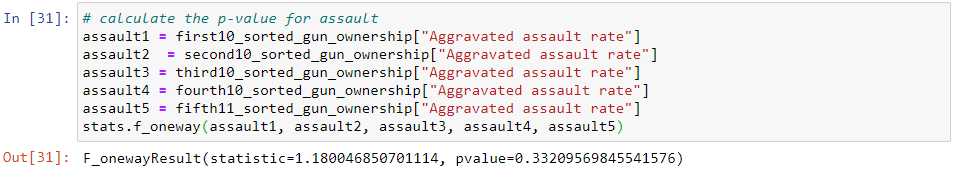 In [31]: # calculate the p-value for assault
assault1 = first10_sorted_gun_ownership["Aggravated assault rate"]
assault2  = second10_sorted_gun_ownership["Aggravated assault rate"]
assault3 = third10_sorted_gun_ownership["Aggravated assault rate"]
assault4 = fourth10_sorted_gun_ownership["Aggravated assault rate"]
assault5 = fifth11_sorted_gun_ownership["Aggravated assault rate"]
stats.f_oneway(assault1, assault2, assault3, assault4, assault5)
Out[31]: F_onewayResult(statistic=1.180046850701114, pvalue=0.33209569845541576)